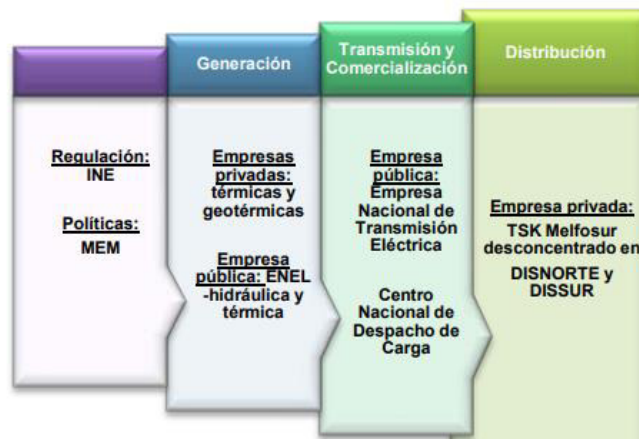 Regulación:
INE
Políticas:
MEM
Generación
Empresas
privadas:
térmicas y
geotérmicas
Empresa
pública: ENEL
-hidráulica y
térmica
Transmisión y
Comercialización
Empresa
pública:
Empresa
Nacional de
Transmisión
Eléctrica
Centro
Nacional de
Despacho de
Carga
Distribución
Empresa privada:
TSK Melfosur
desconcentrado en
DISNORTE y
DISSUR